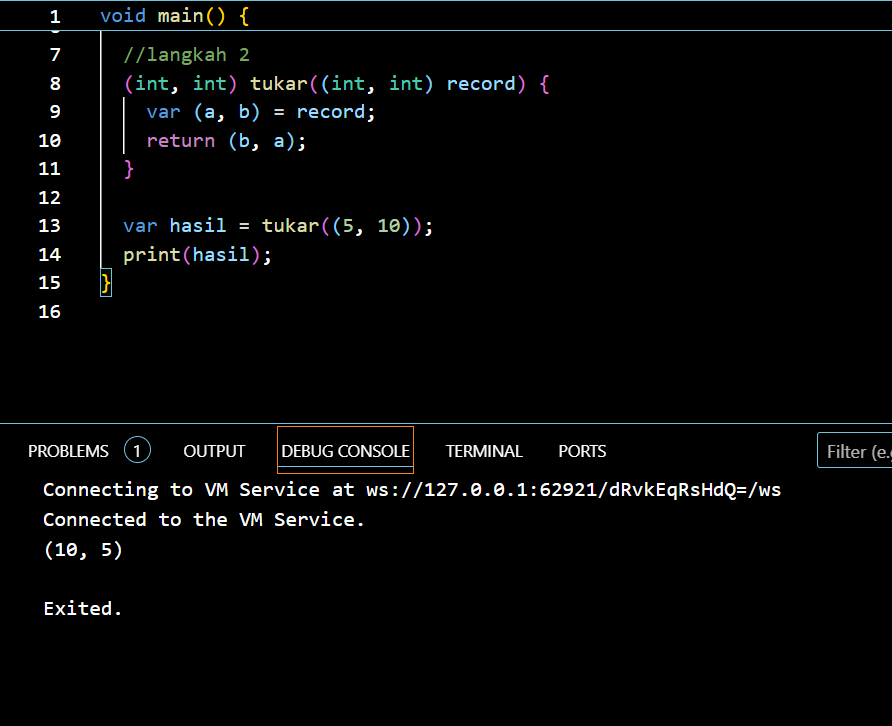 1 void main() {
7 //langkah 2
8 (int, int) tukar((int, int) record) {
9 var (a, b) = record;
10 return (b, a);
11 }
12
13 var hasil = tukar((5, 10));
14 print(hasil);
15 }
16
PROBLEMS 1 OUTPUT DEBUG CONSOLE TERMINAL PORTS Filter (e.
Connecting to VM Service at ws://127.0.0.1:62921/dRvkEqRsHdQ=/ws
Connected to the VM Service.
(10, 5)
Exited.